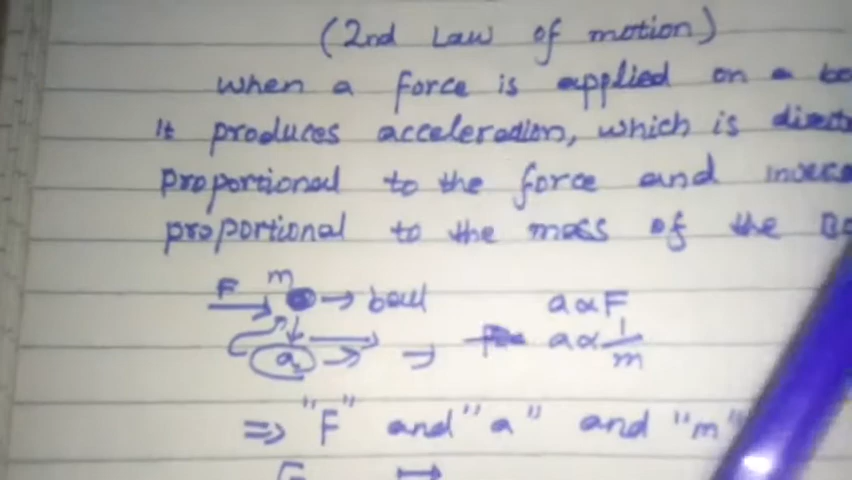 (2nd Law of motion)
when a force is applied on a
It produces acceleration, which is
proportional to the force and
proportional to the mass of the
F m → ball a ∝ F
a → a ∝ 1/m
⇒ "F" and "a" and "m"